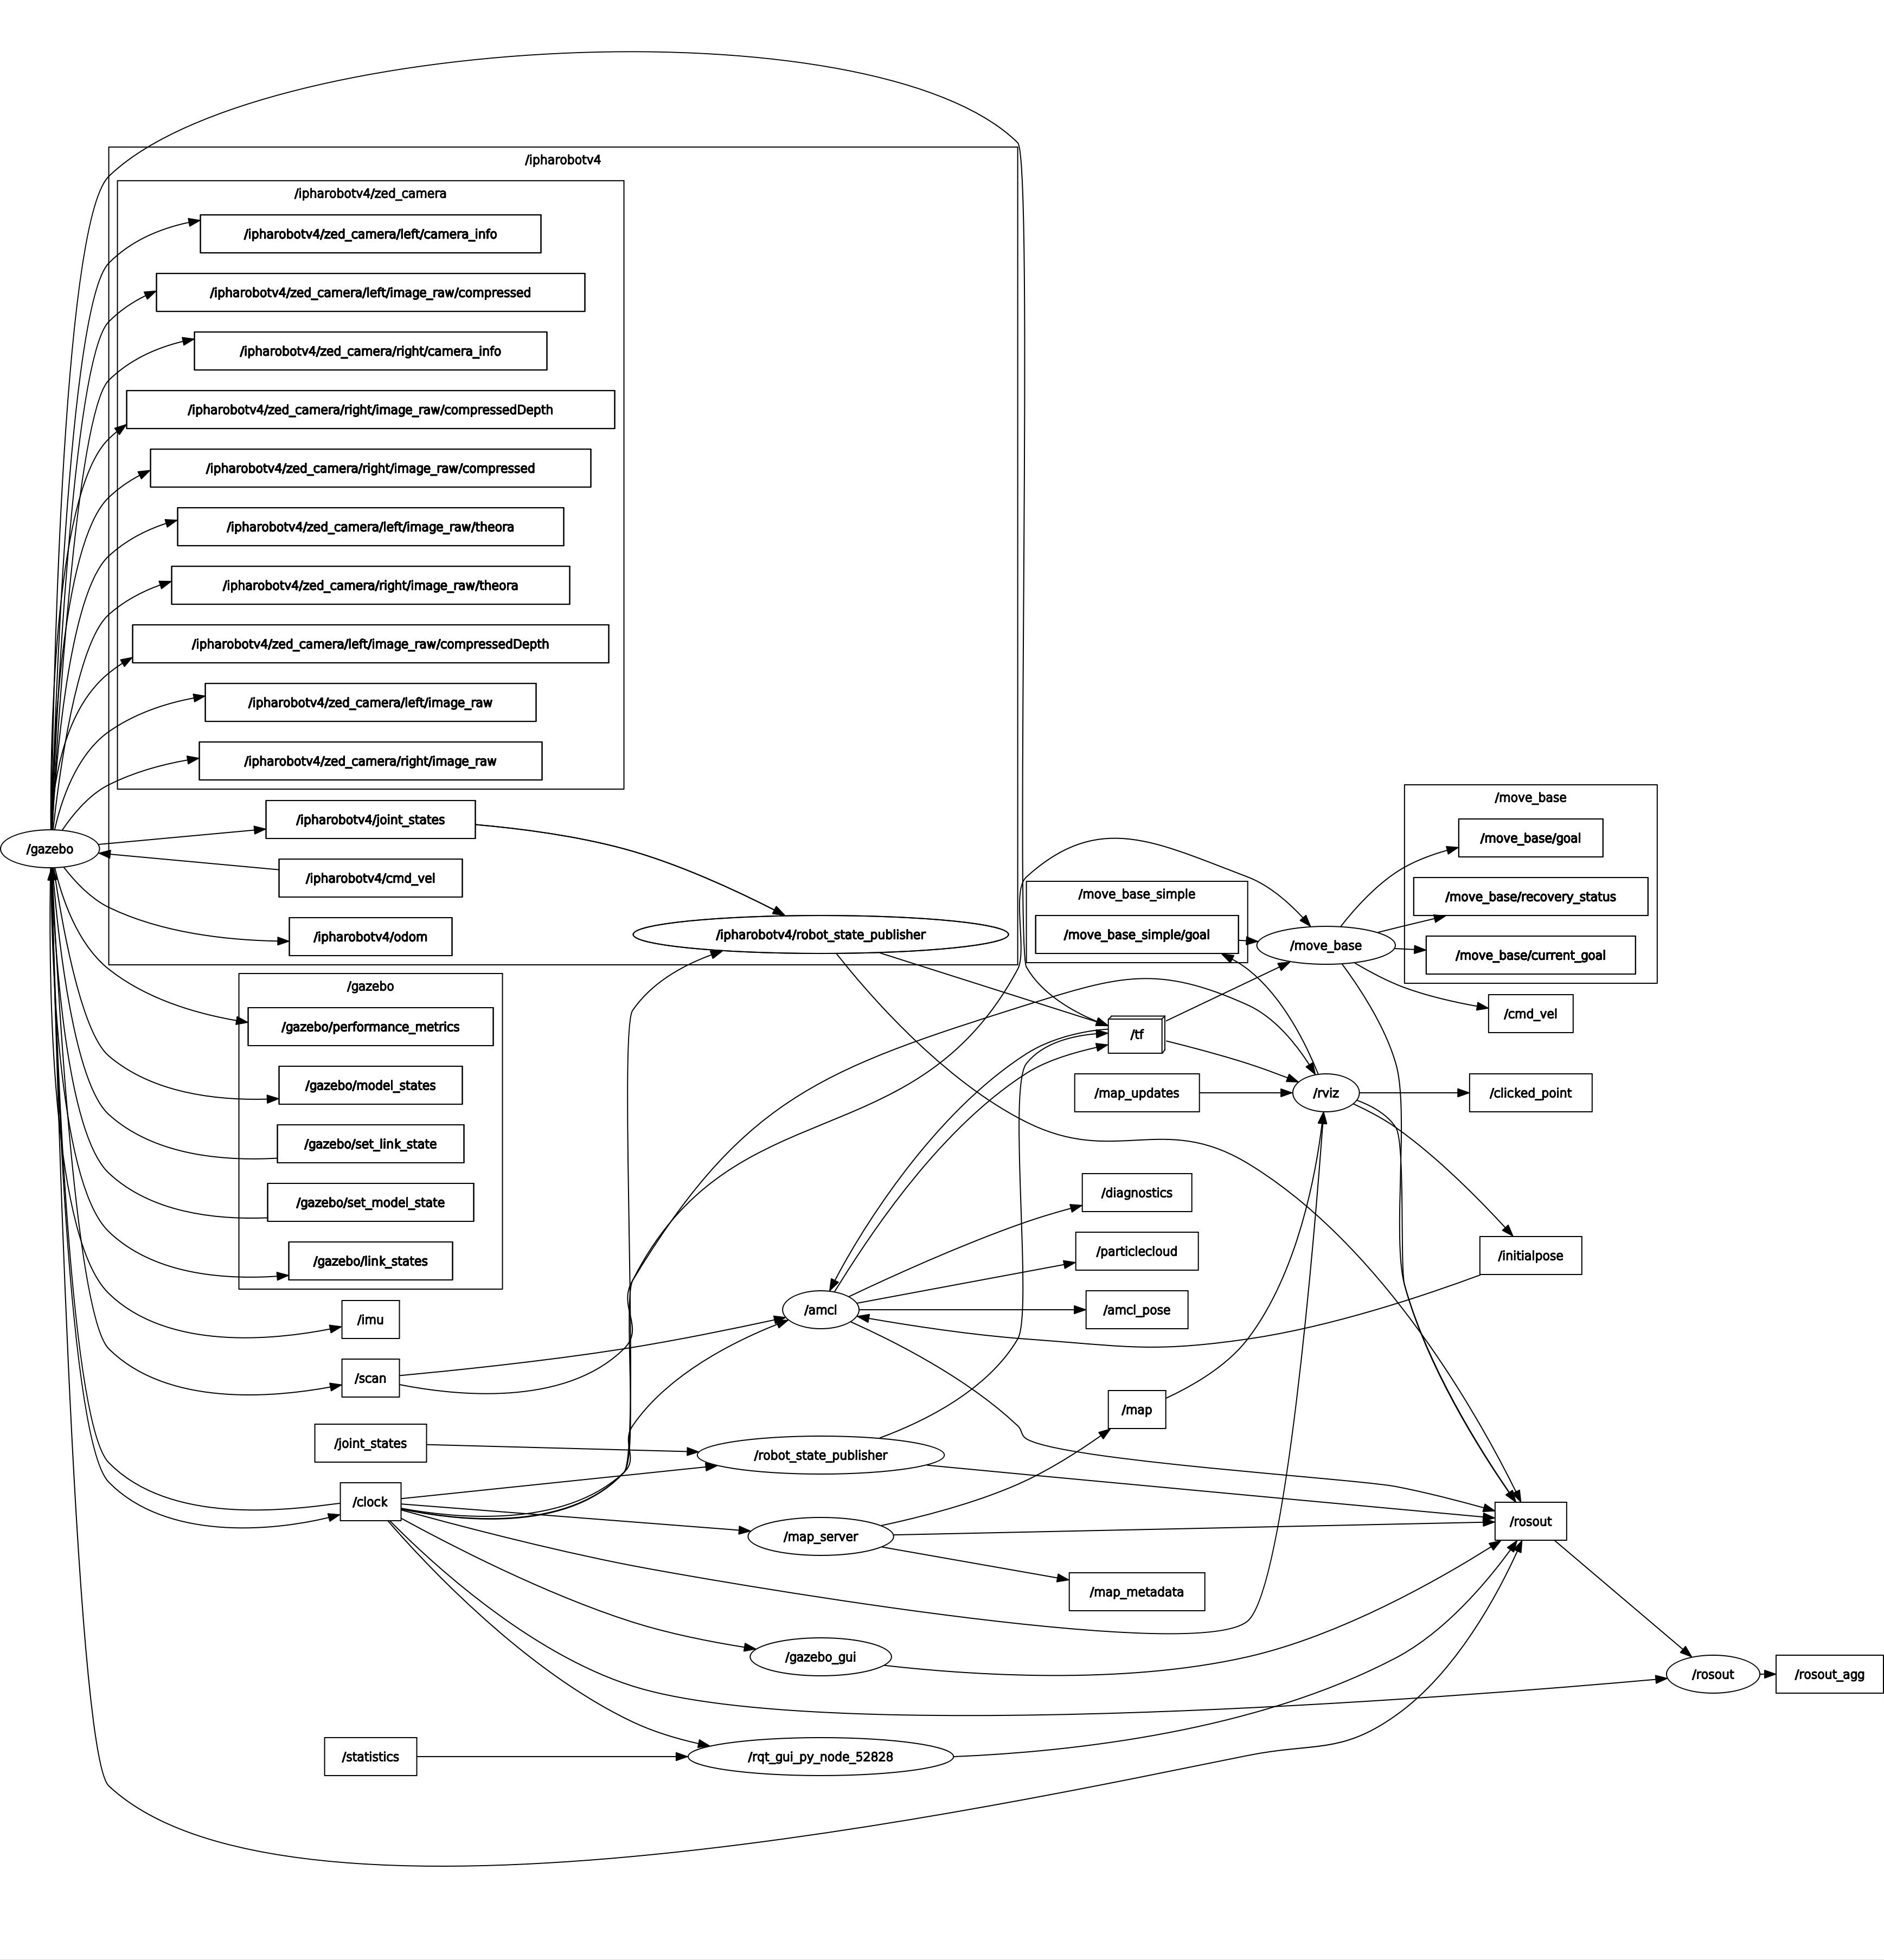 /ipharobotv4
/ipharobotv4/zed_camera
/ipharobotv4/zed_camera/left/camera_info
/ipharobotv4/zed_camera/left/image_raw/compressed
/ipharobotv4/zed_camera/right/camera_info
/ipharobotv4/zed_camera/right/image_raw/compressedDepth
/ipharobotv4/zed_camera/right/image_raw/compressed
/ipharobotv4/zed_camera/left/image_raw/theora
/ipharobotv4/zed_camera/right/image_raw/theora
/ipharobotv4/zed_camera/left/image_raw/compressedDepth
/ipharobotv4/zed_camera/left/image_raw
/ipharobotv4/zed_camera/right/image_raw
/ipharobotv4/joint_states
/gazebo
/ipharobotv4/cmd_vel
/ipharobotv4/odom
/ipharobotv4/robot_state_publisher
/gazebo
/gazebo/performance_metrics
/gazebo/model_states
/gazebo/set_link_state
/gazebo/set_model_state
/gazebo/link_states
/imu
/scan
/joint_states
/clock
/statistics
/amcl
/robot_state_publisher
/map_server
/gazebo_gui
/rqt_gui_py_node_52828
/move_base_simple
/move_base_simple/goal
/tf
/map_updates
/diagnostics
/particlecloud
/amcl_pose
/map
/map_metadata
/move_base
/rviz
/move_base
/move_base/goal
/move_base/recovery_status
/move_base/current_goal
/cmd_vel
/clicked_point
/initialpose
/rosout
/rosout
/rosout_agg